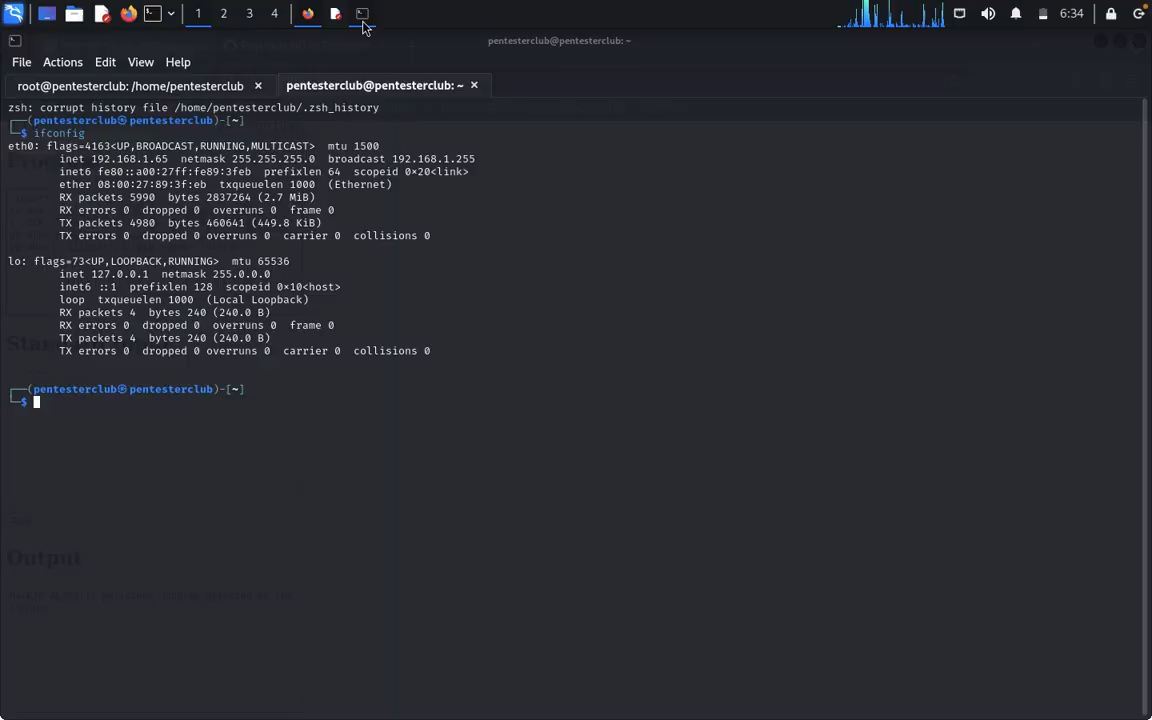 1 2 3 4 6:34
pentesterclub@pentesterclub: ~
File Actions Edit View Help
root@pentesterclub: /home/pentesterclub × pentesterclub@pentesterclub: ~ ×
zsh: corrupt history file /home/pentesterclub/.zsh_history
┌──(pentesterclub㉿pentesterclub)-[~]
└─$ ifconfig
eth0: flags=4163<UP,BROADCAST,RUNNING,MULTICAST>  mtu 1500
inet 192.168.1.65  netmask 255.255.255.0  broadcast 192.168.1.255
inet6 fe80::a00:27ff:fe89:3feb  prefixlen 64  scopeid 0×20<link>
ether 08:00:27:89:3f:eb  txqueuelen 1000  (Ethernet)
RX packets 5990  bytes 2837264 (2.7 MiB)
RX errors 0  dropped 0  overruns 0  frame 0
TX packets 4980  bytes 460641 (449.8 KiB)
TX errors 0  dropped 0 overruns 0  carrier 0  collisions 0
lo: flags=73<UP,LOOPBACK,RUNNING>  mtu 65536
inet 127.0.0.1  netmask 255.0.0.0
inet6 ::1  prefixlen 128  scopeid 0×10<host>
loop  txqueuelen 1000  (Local Loopback)
RX packets 4  bytes 240 (240.0 B)
RX errors 0  dropped 0  overruns 0  frame 0
TX packets 4  bytes 240 (240.0 B)
TX errors 0  dropped 0 overruns 0  carrier 0  collisions 0
┌──(pentesterclub㉿pentesterclub)-[~]
└─$
Output